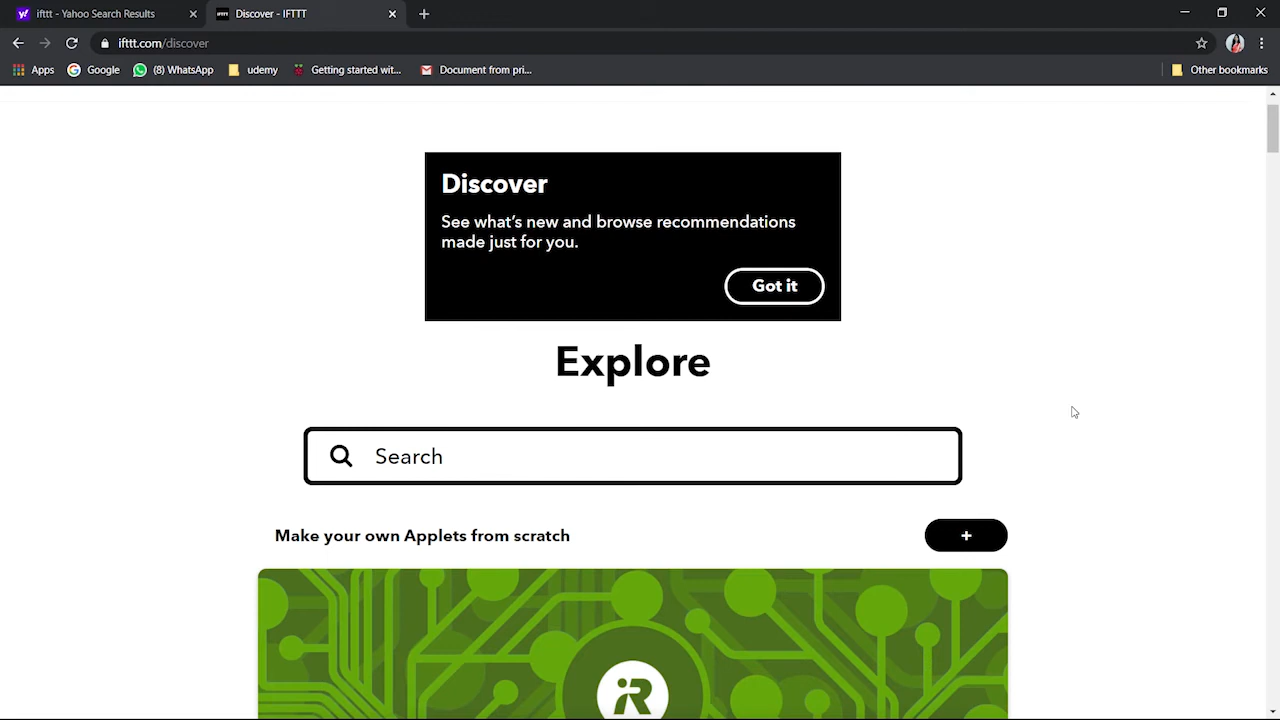 ifttt - Yahoo Search Results
IFTTT
Discover - IFTTT
ifttt.com/discover
Apps
Google
(8) WhatsApp
udemy
Getting started wit...
Document from pri...
Other bookmarks
Discover
See what's new and browse recommendations
made just for you.
Got it
Explore
Search
Make your own Applets from scratch
+
iR